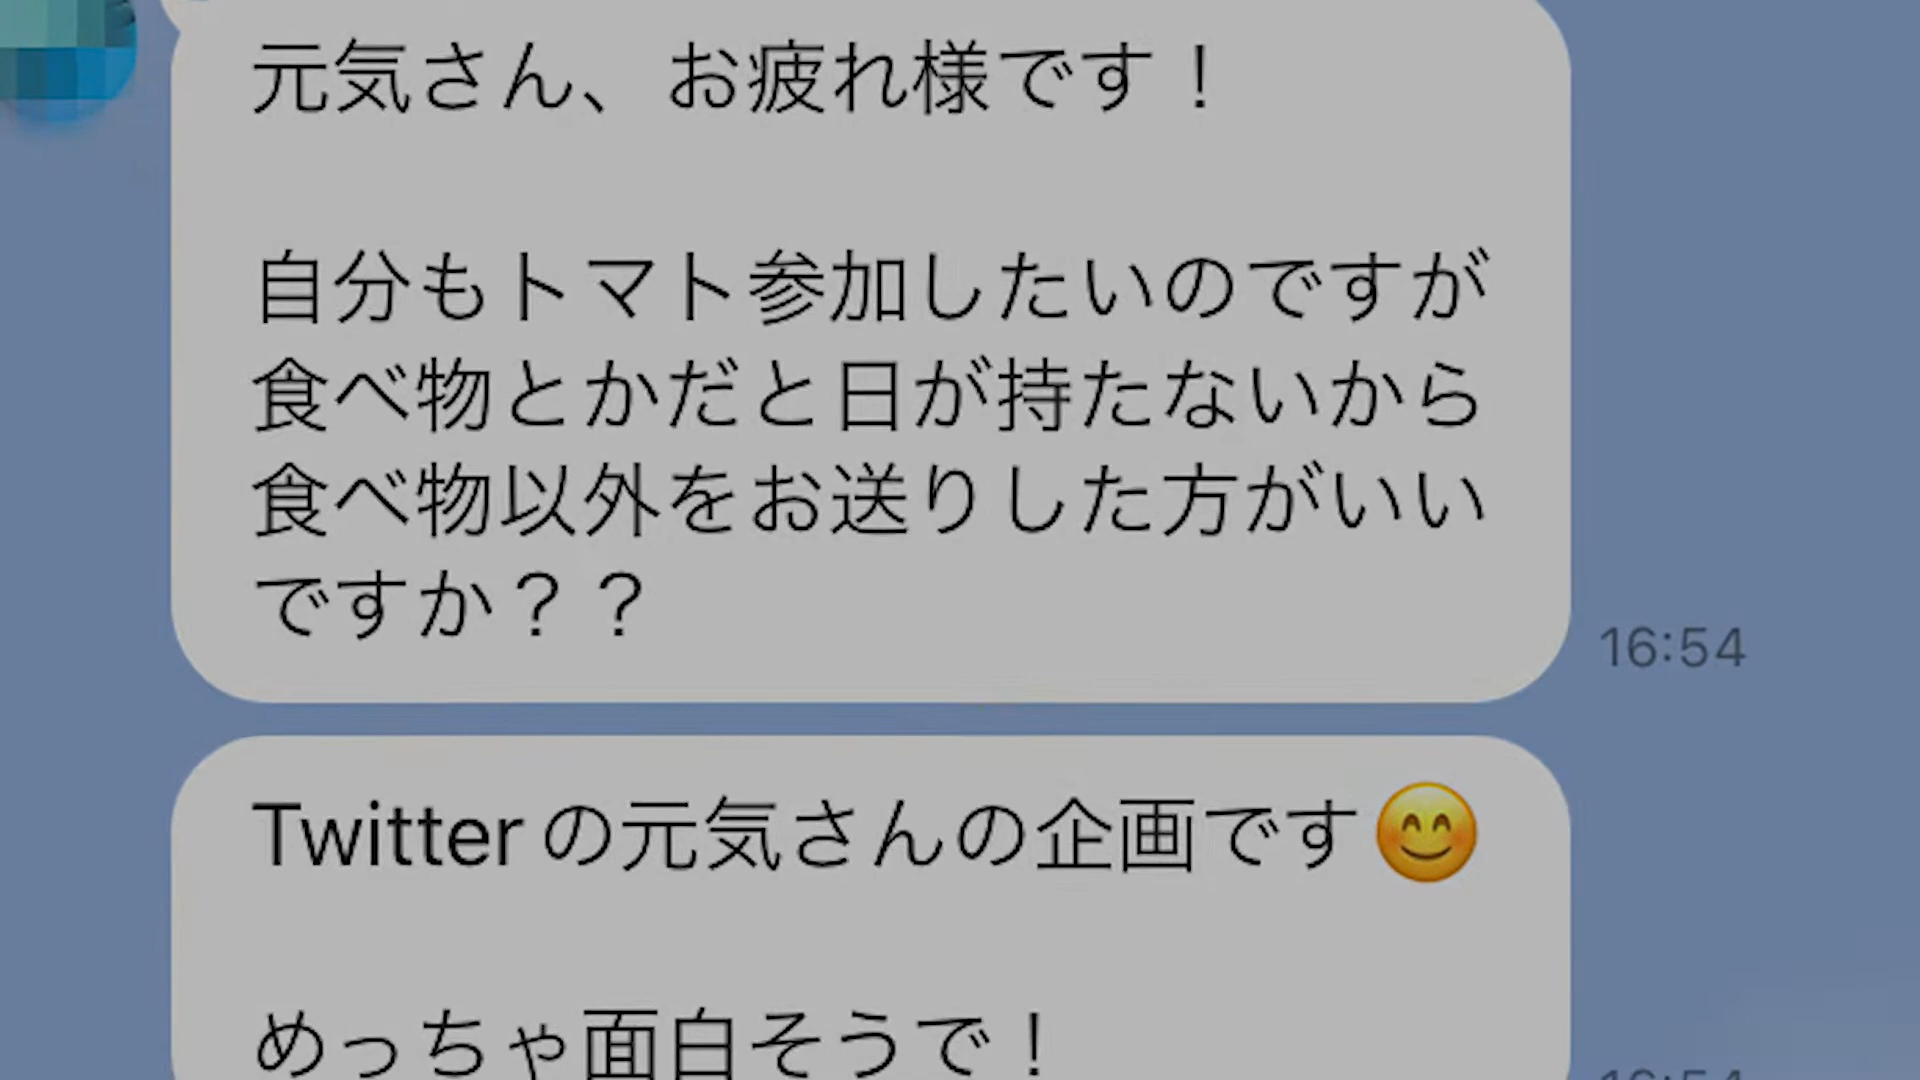 元気さん、お疲れ様です！
自分もトマト参加したいのですが
食べ物とかだと日が持たないから
食べ物以外をお送りした方がいい
ですか？？
16:54
Twitterの元気さんの企画です😊
めっちゃ面白そうで！